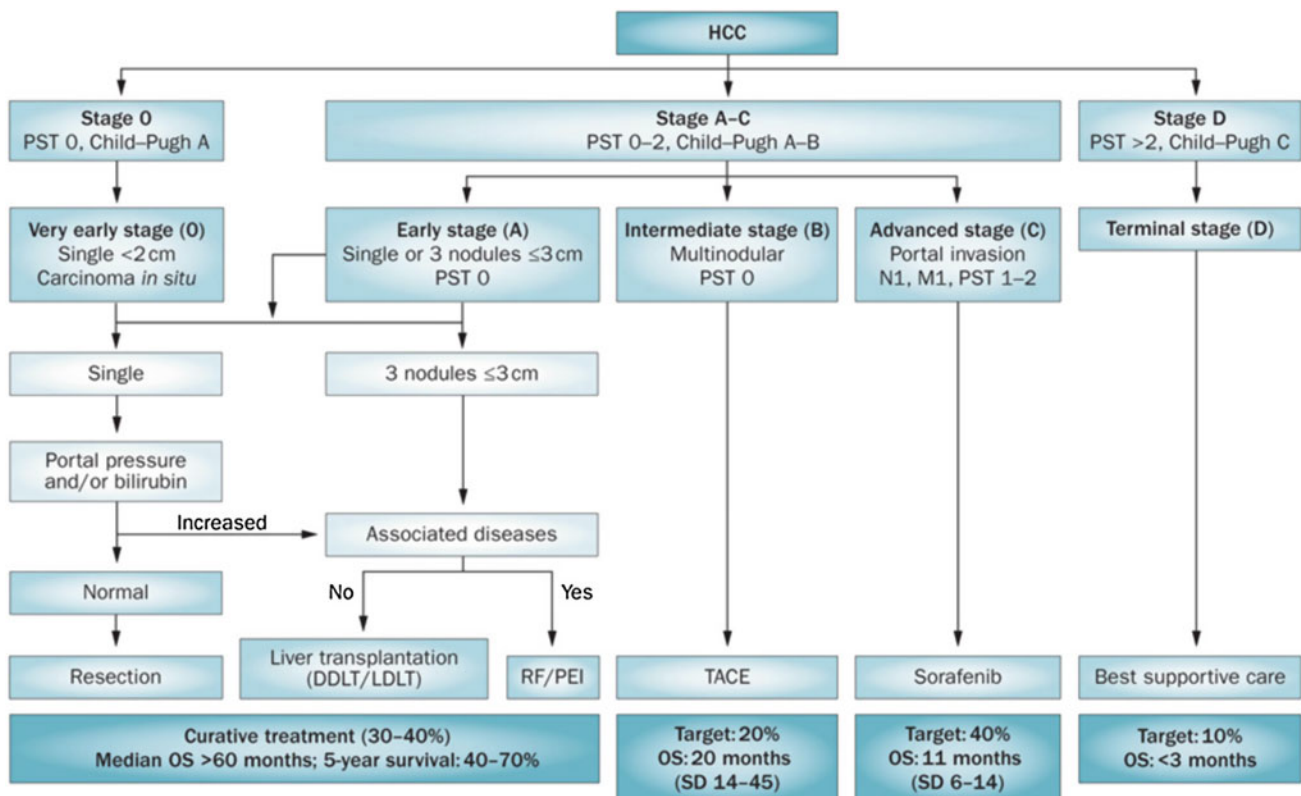 HCC
Stage 0
PST 0, Child–Pugh A
Stage A–C
PST 0–2, Child–Pugh A–B
Stage D
PST >2, Child–Pugh C
Very early stage (0)
Single <2 cm
Carcinoma in situ
Early stage (A)
Single or 3 nodules ≤3 cm
PST 0
Intermediate stage (B)
Multinodular
PST 0
Advanced stage (C)
Portal invasion
N1, M1, PST 1–2
Terminal stage (D)
Single
3 nodules ≤3 cm
Portal pressure
and/or bilirubin
Increased
Associated diseases
Normal
No
Yes
Resection
Liver transplantation
(DDLT/LDLT)
RF/PEI
TACE
Sorafenib
Best supportive care
Curative treatment (30–40%)
Median OS >60 months; 5-year survival: 40–70%
Target: 20%
OS: 20 months
(SD 14–45)
Target: 40%
OS: 11 months
(SD 6–14)
Target: 10%
OS: <3 months